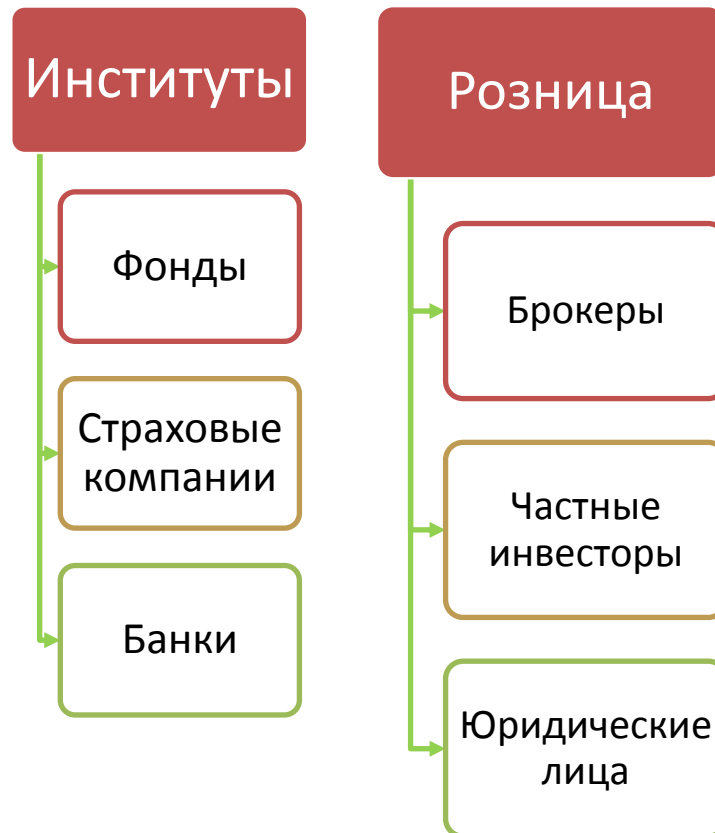 Институты
Фонды
Страховые
компании
Банки
Розница
Брокеры
Частные
инвесторы
Юридические
лица